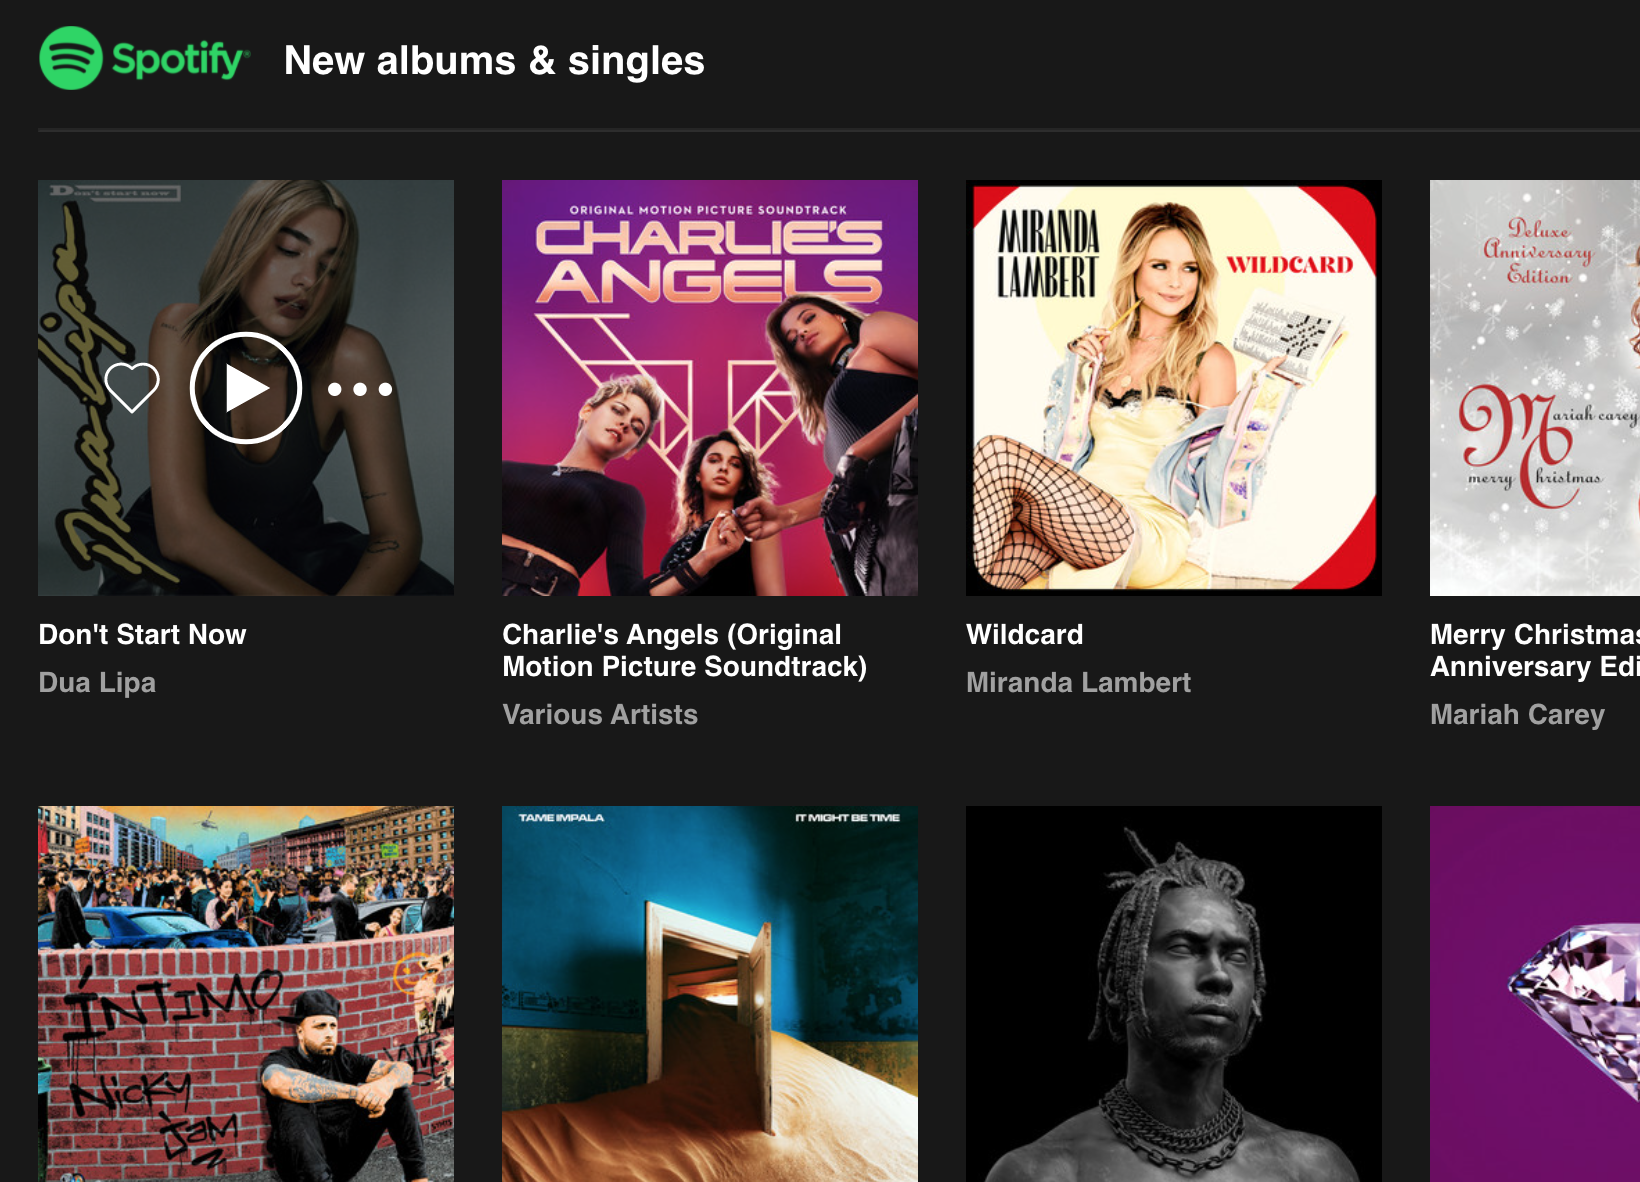 Spotify®
New albums & singles
Don't start now
Dua Lipa
ORIGINAL MOTION PICTURE SOUNDTRACK
CHARLIE'S
ANGELS
MIRANDA
LAMBERT
WILDCARD
Deluxe
Anniversary
Edition
Mariah carey
merry Christmas
Don't Start Now
Dua Lipa
Charlie's Angels (Original
Motion Picture Soundtrack)
Various Artists
Wildcard
Miranda Lambert
Merry Christmas
Anniversary Edi
Mariah Carey
ÍNTIMO
NICKY
JAM
TAME IMPALA
IT MIGHT BE TIME